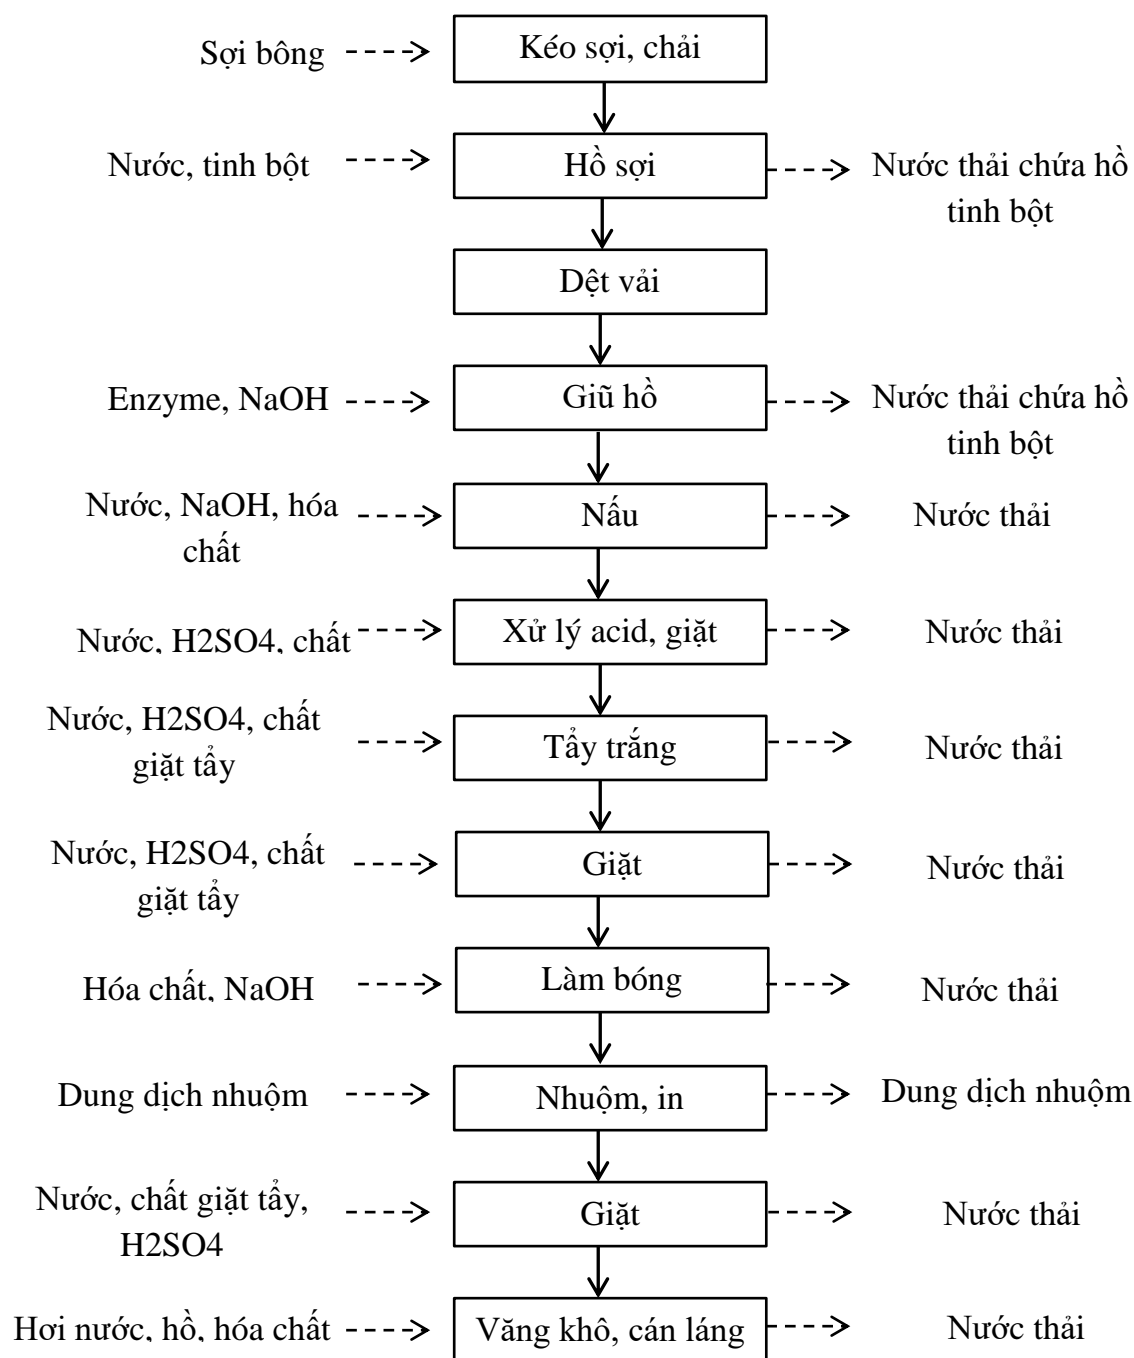 Sợi bông
Kéo sợi, chải
Nước, tinh bột
Hồ sợi
Nước thải chứa hồ
tinh bột
Dệt vải
Enzyme, NaOH
Giũ hồ
Nước thải chứa hồ
tinh bột
Nước, NaOH, hóa
chất
Nấu
Nước thải
Nước, H2SO4, chất
Xử lý acid, giặt
Nước thải
Nước, H2SO4, chất
giặt tẩy
Tẩy trắng
Nước thải
Nước, H2SO4, chất
giặt tẩy
Giặt
Nước thải
Hóa chất, NaOH
Làm bóng
Nước thải
Dung dịch nhuộm
Nhuộm, in
Dung dịch nhuộm
Nước, chất giặt tẩy,
H2SO4
Giặt
Nước thải
Hơi nước, hồ, hóa chất
Văng khô, cán láng
Nước thải